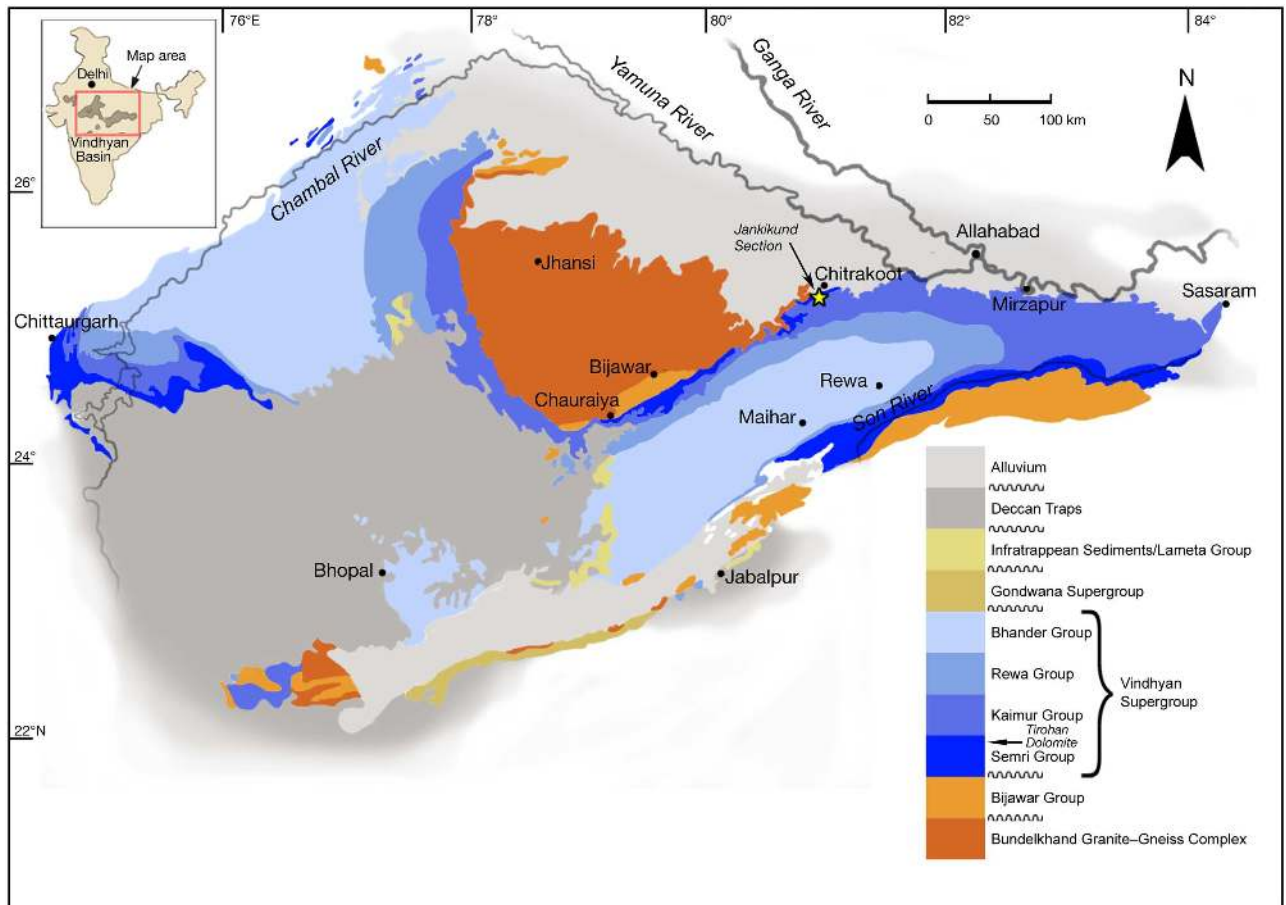 76°E
78°
80°
82°
84°
Map area
Delhi
Vindhyan
Basin
Yamuna River
Ganga River
Chambal River
N
0 50 100 km
26°
Jankikund
Section
Allahabad
Jhansi
Chitrakoot
Mirzapur
Sasaram
Chittaurgarh
Bijawar
Rewa
Chauraiya
Maihar
Son River
24°
Bhopal
Jabalpur
22°N
Alluvium
Deccan Traps
Infratrappean Sediments/Lameta Group
Gondwana Supergroup
Bhander Group
Rewa Group
Kaimur Group
Tirohan
Dolomite
Semri Group
Vindhyan
Supergroup
Bijawar Group
Bundelkhand Granite–Gneiss Complex